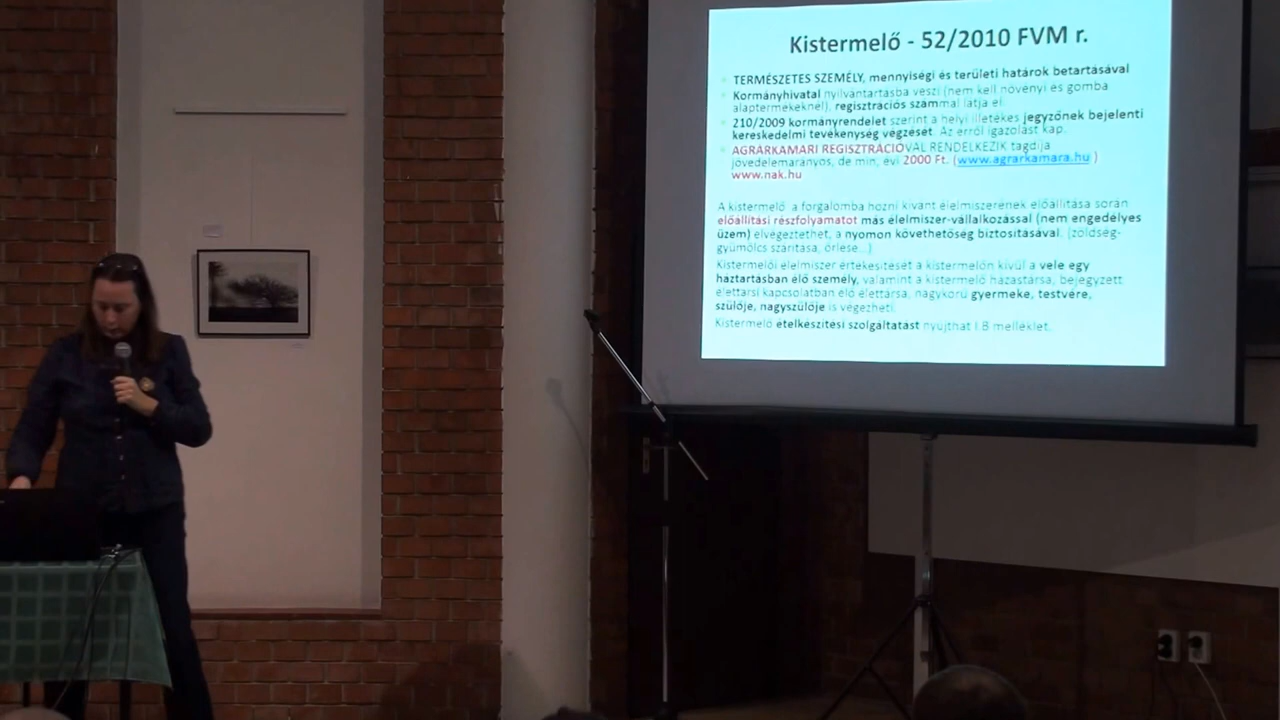 Kistermelő - 52/2010 FVM r.
TERMÉSZETES SZEMÉLY, mennyiségi és területi határok betartásával
Kormányhivatal nyilvántartásba veszi (nem kell növényi és gomba
alaptermékeknél), regisztrációs számmal látja el.
210/2009 kormányrendelet szerint a helyi illetékes jegyzőnek bejelenti
kereskedelmi tevékenység végzését. Az erről igazolást kap.
AGRÁRKAMARI REGISZTRÁCIÓVAL RENDELKEZIK tagdíja
jövedelemarányos, de min. évi 2000 Ft. (www.agrarkamara.hu )
www.nak.hu
A kistermelő a forgalomba hozni kívánt élelmiszerének előállítása során
előállítási részfolyamatot más élelmiszer-vállalkozással (nem engedélyes
üzem) elvégeztethet, a nyomon követhetőség biztosításával. (zöldség-
gyümölcs szárítása, őrlése...)
Kistermelői élelmiszer értékesítését a kistermelőn kívül a vele egy
háztartásban élő személy, valamint a kistermelő házastársa, bejegyzett
élettársi kapcsolatban élő élettársa, nagykorú gyermeke, testvére,
szülője, nagyszülője is végezheti.
Kistermelő ételkészítési szolgáltatást nyújthat I.B melléklet.